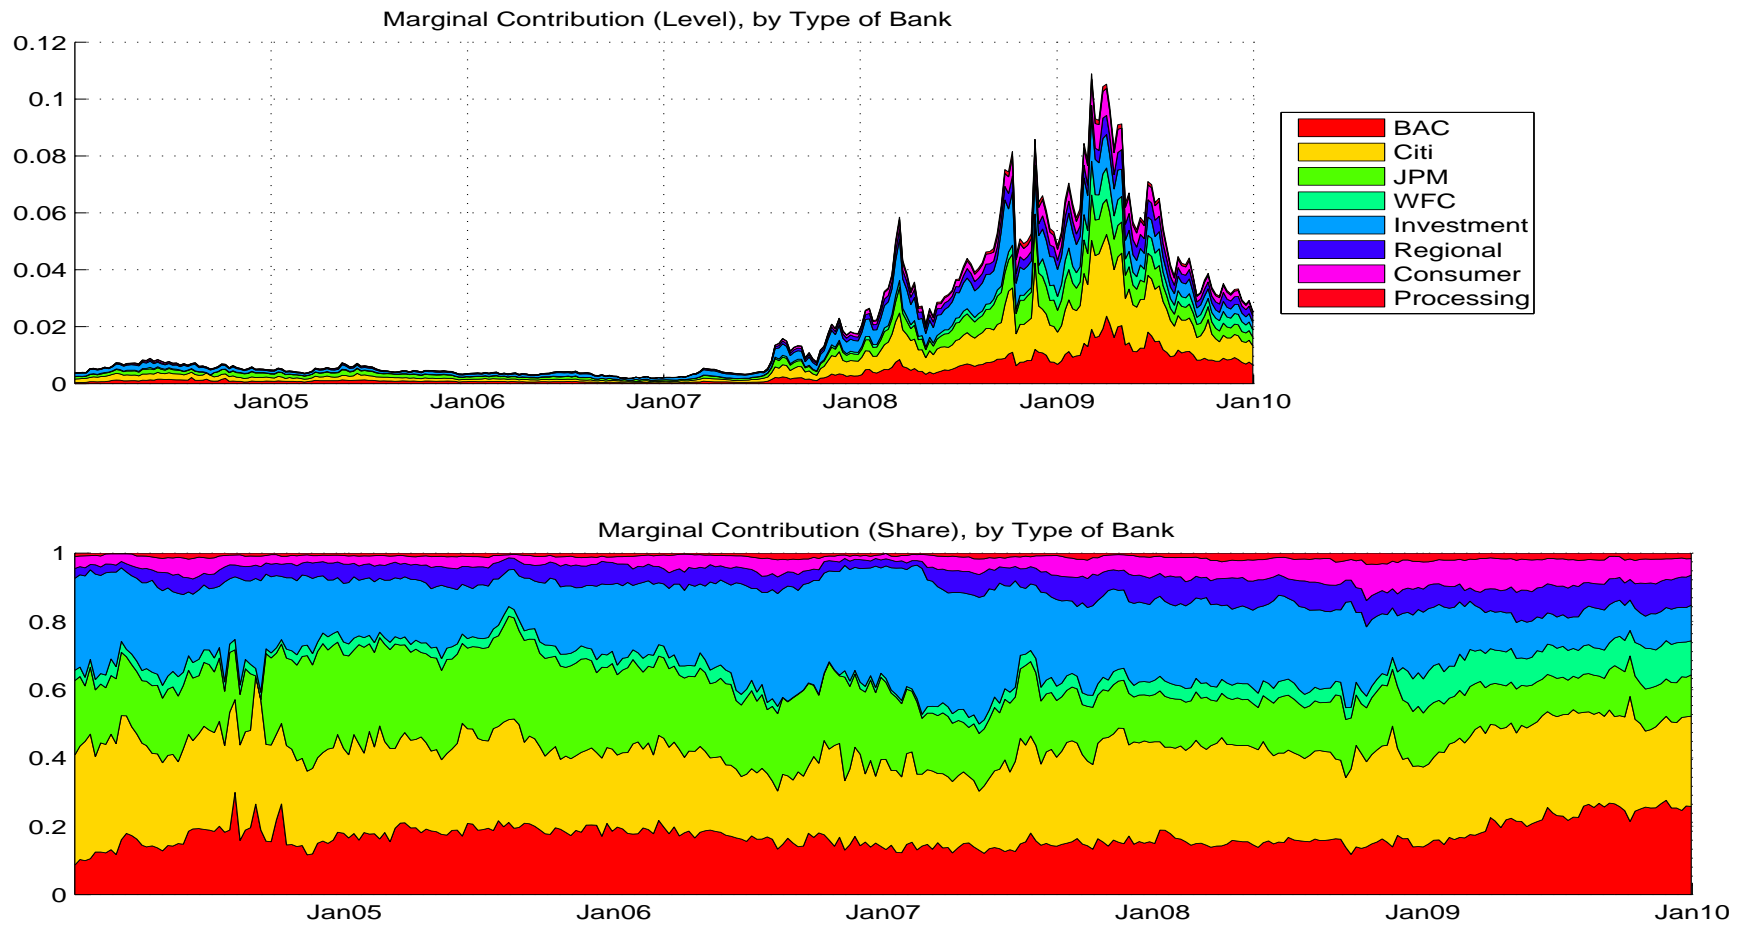 Marginal Contribution (Level), by Type of Bank
0.12
0.1
0.08
0.06
0.04
0.02
0
Jan05 Jan06 Jan07 Jan08 Jan09 Jan10
BAC
Citi
JPM
WFC
Investment
Regional
Consumer
Processing
Marginal Contribution (Share), by Type of Bank
1
0.8
0.6
0.4
0.2
0
Jan05 Jan06 Jan07 Jan08 Jan09 Jan10